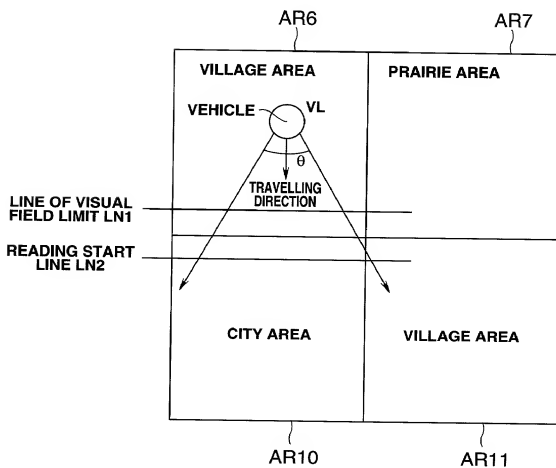 AR6
AR7
VILLAGE AREA
PRAIRIE AREA
VEHICLE
VL
θ
TRAVELLING
DIRECTION
LINE OF VISUAL
FIELD LIMIT LN1
READING START
LINE LN2
CITY AREA
VILLAGE AREA
AR10
AR11